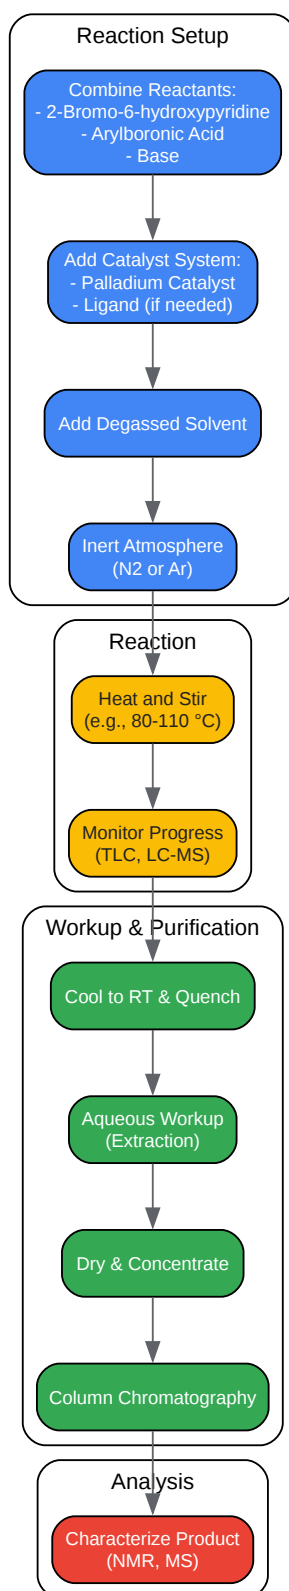 Reaction Setup
Combine Reactants:
- 2-Bromo-6-hydroxypyridine
- Arylboronic Acid
- Base
Add Catalyst System:
- Palladium Catalyst
- Ligand (if needed)
Add Degassed Solvent
Inert Atmosphere
(N2 or Ar)
Reaction
Heat and Stir
(e.g., 80-110 °C)
Monitor Progress
(TLC, LC-MS)
Workup & Purification
Cool to RT & Quench
Aqueous Workup
(Extraction)
Dry & Concentrate
Column Chromatography
Analysis
Characterize Product
(NMR, MS)